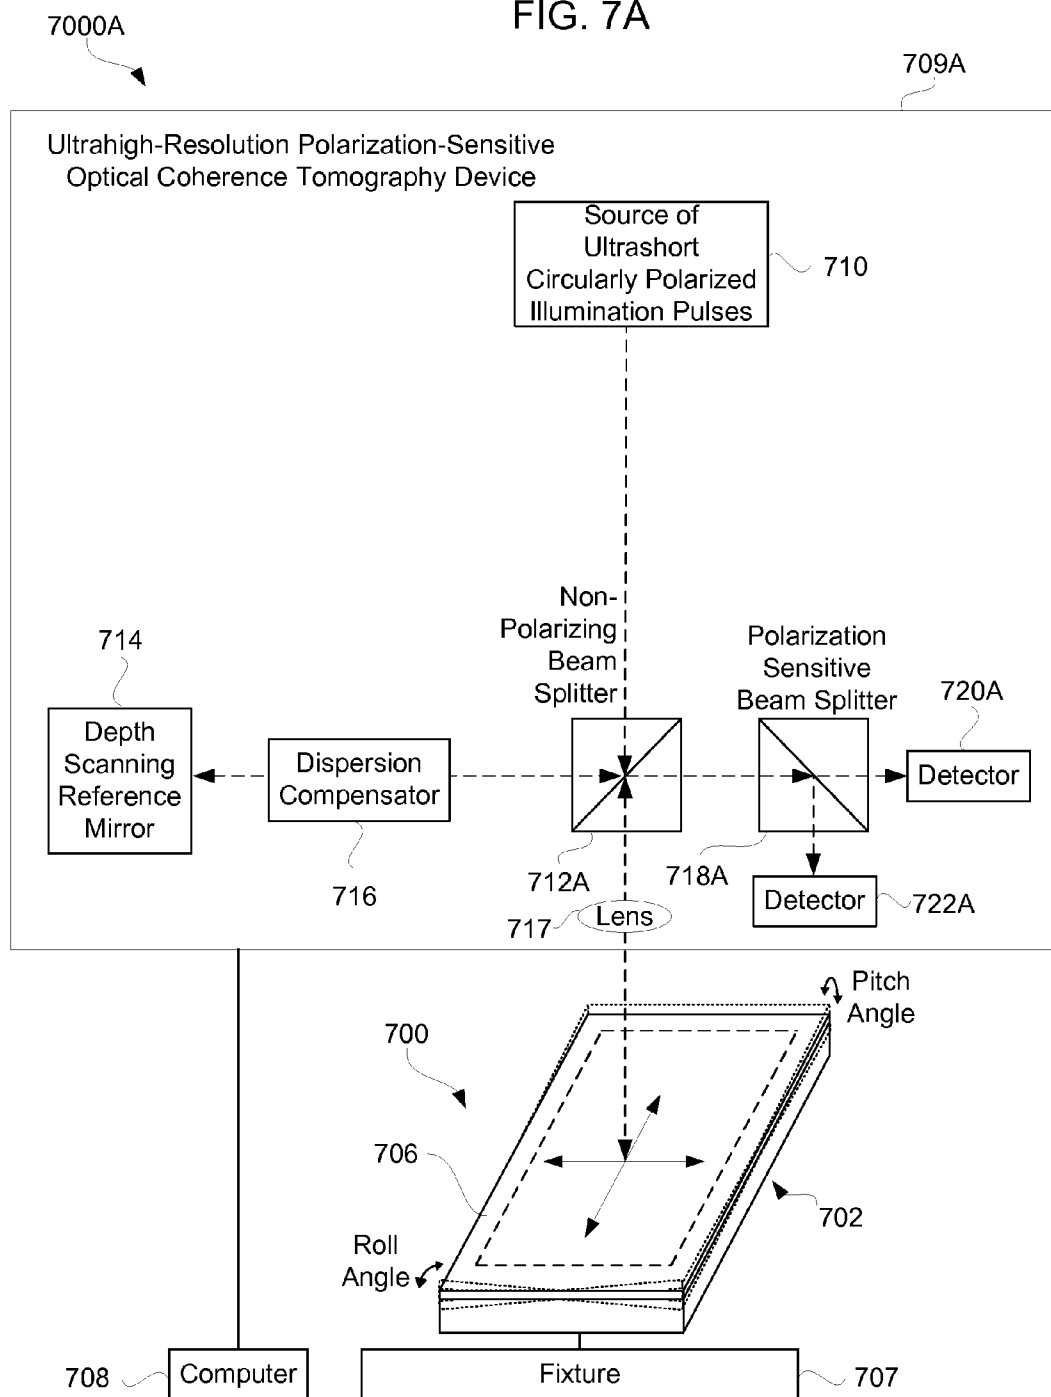 FIG. 7A
7000A
709A
Ultrahigh-Resolution Polarization-Sensitive
Optical Coherence Tomography Device
Source of
Ultrashort
Circularly Polarized
Illumination Pulses
710
Non-
Polarizing
Beam
Splitter
Polarization
Sensitive
Beam Splitter
714
720A
Depth
Scanning
Reference
Mirror
Dispersion
Compensator
Detector
716
712A
718A
Detector
722A
717
Lens
Pitch
Angle
700
706
702
Roll
Angle
708
Computer
Fixture
707